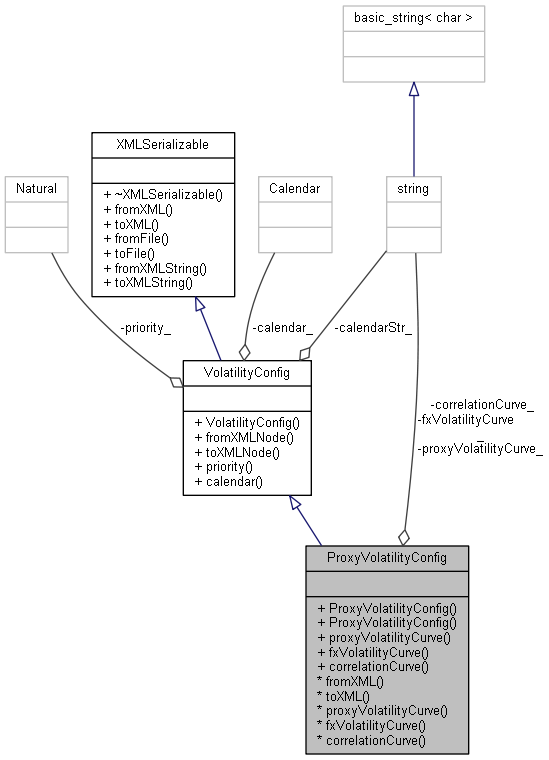 basic_string< char >
XMLSerializable
+ ~XMLSerializable()
+ fromXML()
+ toXML()
+ fromFile()
+ toFile()
+ fromXMLString()
+ toXMLString()
Natural
Calendar
string
-priority_
-calendar_
-calendarStr_
VolatilityConfig
+ VolatilityConfig()
+ fromXMLNode()
+ toXMLNode()
+ priority()
+ calendar()
-correlationCurve_
-fxVolatilityCurve
_
-proxyVolatilityCurve_
ProxyVolatilityConfig
+ ProxyVolatilityConfig()
+ ProxyVolatilityConfig()
+ proxyVolatilityCurve()
+ fxVolatilityCurve()
+ correlationCurve()
* fromXML()
* toXML()
* proxyVolatilityCurve()
* fxVolatilityCurve()
* correlationCurve()